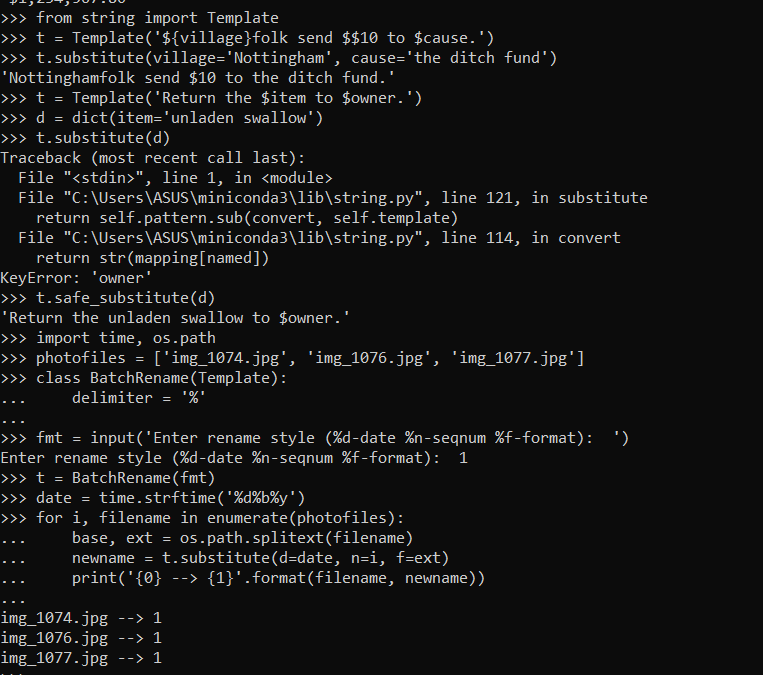 $1,234,567.80
>>> from string import Template
>>> t = Template('${village}folk send $$10 to $cause.')
>>> t.substitute(village='Nottingham', cause='the ditch fund')
'Nottinghamfolk send $10 to the ditch fund.'
>>> t = Template('Return the $item to $owner.')
>>> d = dict(item='unladen swallow')
>>> t.substitute(d)
Traceback (most recent call last):
  File "<stdin>", line 1, in <module>
  File "C:\Users\ASUS\miniconda3\lib\string.py", line 121, in substitute
    return self.pattern.sub(convert, self.template)
  File "C:\Users\ASUS\miniconda3\lib\string.py", line 114, in convert
    return str(mapping[named])
KeyError: 'owner'
>>> t.safe_substitute(d)
'Return the unladen swallow to $owner.'
>>> import time, os.path
>>> photofiles = ['img_1074.jpg', 'img_1076.jpg', 'img_1077.jpg']
>>> class BatchRename(Template):
...     delimiter = '%'
...
>>> fmt = input('Enter rename style (%d-date %n-seqnum %f-format):  ')
Enter rename style (%d-date %n-seqnum %f-format):  1
>>> t = BatchRename(fmt)
>>> date = time.strftime('%d%b%y')
>>> for i, filename in enumerate(photofiles):
...     base, ext = os.path.splitext(filename)
...     newname = t.substitute(d=date, n=i, f=ext)
...     print('{0} --> {1}'.format(filename, newname))
...
img_1074.jpg --> 1
img_1076.jpg --> 1
img_1077.jpg --> 1
>>>